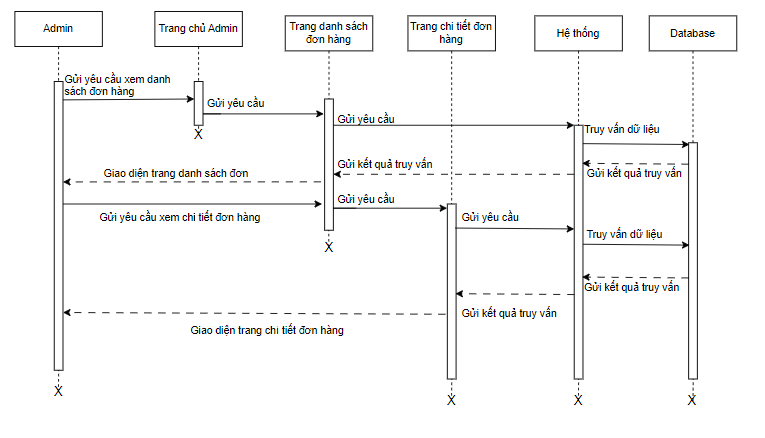 Admin
Trang chủ Admin
Trang danh sách
đơn hàng
Trang chi tiết đơn
hàng
Hệ thống
Database
Gửi yêu cầu xem danh
sách đơn hàng
Gửi yêu cầu
Gửi yêu cầu
Truy vấn dữ liệu
X
Gửi kết quả truy vấn
Gửi kết quả truy vấn
Giao diện trang danh sách đơn
Gửi yêu cầu
Gửi yêu cầu xem chi tiết đơn hàng
Gửi yêu cầu
Truy vấn dữ liệu
X
Gửi kết quả truy vấn
Gửi kết quả truy vấn
Giao diện trang chi tiết đơn hàng
X
X
X
X